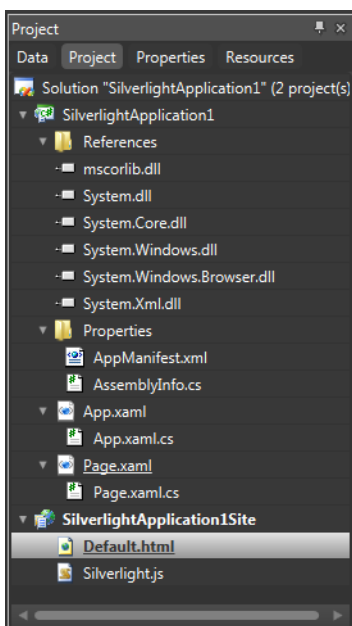 Project
Data Project Properties Resources
Solution "SilverlightApplication1" (2 project(s)
SilverlightApplication1
References
mscorlib.dll
System.dll
System.Core.dll
System.Windows.dll
System.Windows.Browser.dll
System.Xml.dll
Properties
AppManifest.xml
AssemblyInfo.cs
App.xaml
App.xaml.cs
Page.xaml
Page.xaml.cs
SilverlightApplication1Site
Default.html
Silverlight.js